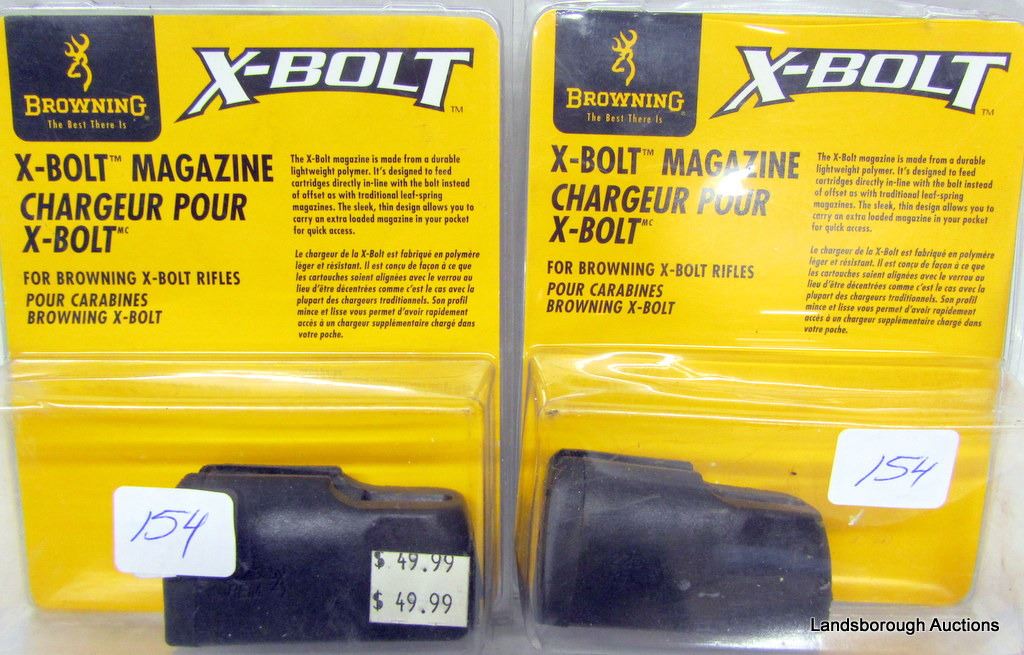 BROWNING
The Best There Is
X-BOLT™
X-BOLT™ MAGAZINE
CHARGEUR POUR
X-BOLT MC
FOR BROWNING X-BOLT RIFLES
POUR CARABINES
BROWNING X-BOLT
The X-Bolt magazine is made from a durable
lightweight polymer. It's designed to feed
cartridges directly in-line with the bolt instead
of offset as with traditional leaf-spring
magazines. The sleek, thin design allows you to
carry an extra loaded magazine in your pocket
for quick access.
Le chargeur de la X-Bolt est fabriqué en polymère
léger et résistant. Il est conçu de façon à ce que
les cartouches soient alignées avec le verrou au
lieu d'être décentrées comme c'est le cas avec la
plupart des chargeurs traditionnels. Son profil
mince et lisse vous permet d'avoir rapidement
accès à un chargeur supplémentaire chargé dans
votre poche.
154
$ 49.99
$ 49.99
BROWNING
The Best There Is
X-BOLT™
X-BOLT™ MAGAZINE
CHARGEUR POUR
X-BOLT MC
FOR BROWNING X-BOLT RIFLES
POUR CARABINES
BROWNING X-BOLT
The X-Bolt magazine is made from a durable
lightweight polymer. It's designed to feed
cartridges directly in-line with the bolt instead
of offset as with traditional leaf-spring
magazines. The sleek, thin design allows you to
carry an extra loaded magazine in your pocket
for quick access.
Le chargeur de la X-Bolt est fabriqué en polymère
léger et résistant. Il est conçu de façon à ce que
les cartouches soient alignées avec le verrou au
lieu d'être décentrées comme c'est le cas avec la
plupart des chargeurs traditionnels. Son profil
mince et lisse vous permet d'avoir rapidement
accès à un chargeur supplémentaire chargé dans
votre poche.
154
Landsborough Auctions